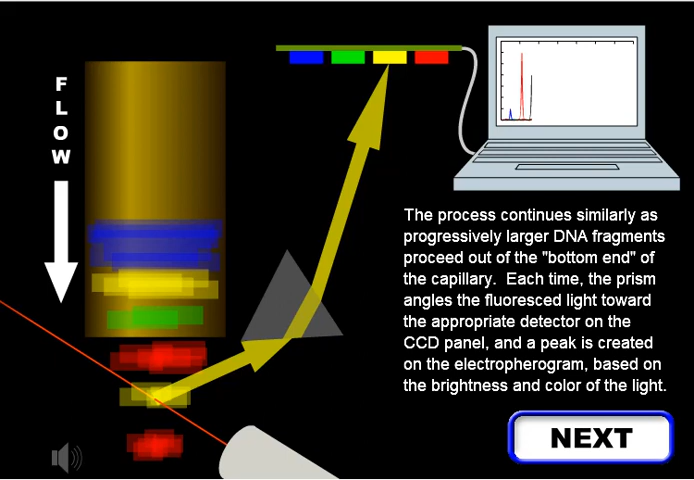 F
L
O
W
The process continues similarly as
progressively larger DNA fragments
proceed out of the "bottom end" of
the capillary.  Each time, the prism
angles the fluoresced light toward
the appropriate detector on the
CCD panel, and a peak is created
on the electropherogram, based on
the brightness and color of the light.
NEXT